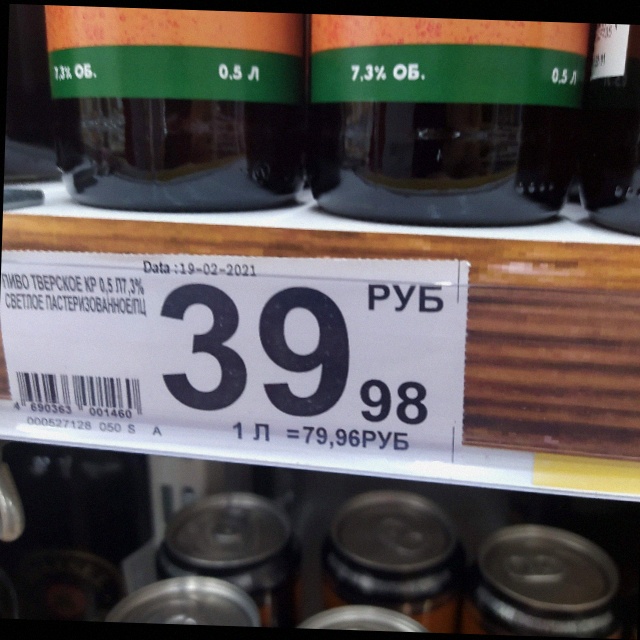 7.3% ОБ. 0.5 Л 7.3% ОБ. 0.5 Л
Data :19-02-2021
ПИВО ТВЕРСКОЕ КР 0,5 П7,3%
СВЕТЛОЕ ПАСТЕРИЗОВАННОЕ/ПЦ
39 98
РУБ
4 690363 001460
000527128 050 S A
1 Л =79,96РУБ